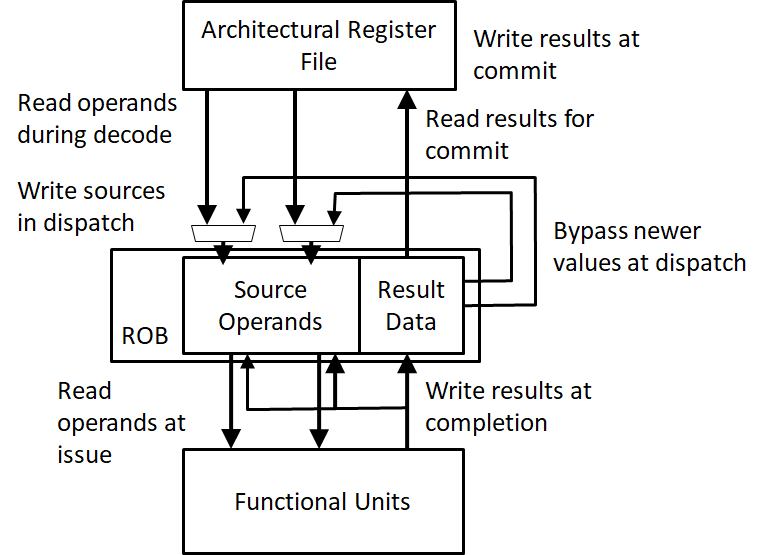 Architectural Register
File
Write results at
commit
Read operands
during decode
Read results for
commit
Write sources
in dispatch
Bypass newer
values at dispatch
Source
Operands
Result
Data
ROB
Read
operands at
issue
Write results at
completion
Functional Units